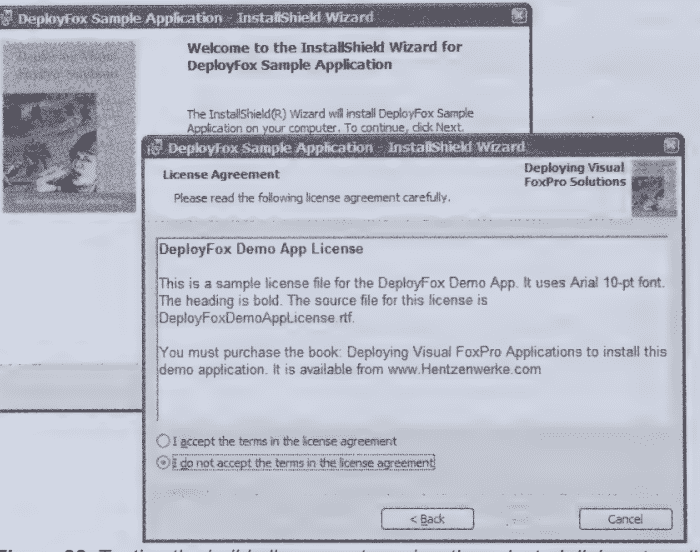 DeployFox Sample Application - InstallShield Wizard
Welcome to the InstallShield Wizard for
DeployFox Sample Application
The InstallShield(R) Wizard will install DeployFox Sample
Application on your computer. To continue, click Next.
DeployFox Sample Application - InstallShield Wizard
License Agreement
Deploying Visual
FoxPro Solutions
Please read the following license agreement carefully.
DeployFox Demo App License
This is a sample license file for the DeployFox Demo App. It uses Arial 10-pt font.
The heading is bold. The source file for this license is
DeployFoxDemoAppLicense.rtf.
You must purchase the book: Deploying Visual FoxPro Applications to install this
demo application. It is available from www.Hentzenwerke.com
I accept the terms in the license agreement
I do not accept the terms in the license agreement
< Back
Cancel